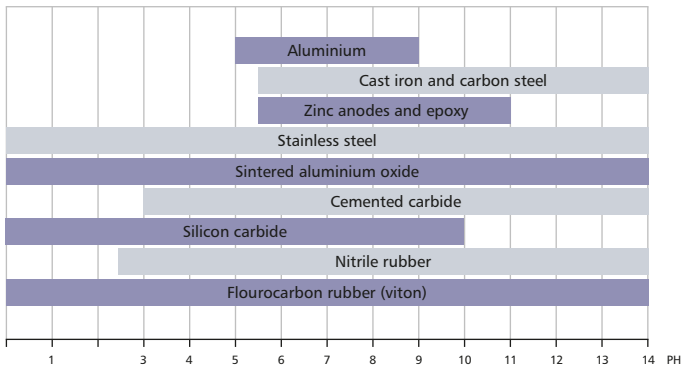 Aluminium
Cast iron and carbon steel
Zinc anodes and epoxy
Stainless steel
Sintered aluminium oxide
Cemented carbide
Silicon carbide
Nitrile rubber
Flourocarbon rubber (viton)
1 3 4 5 6 7 8 9 10 11 12 13 14 PH